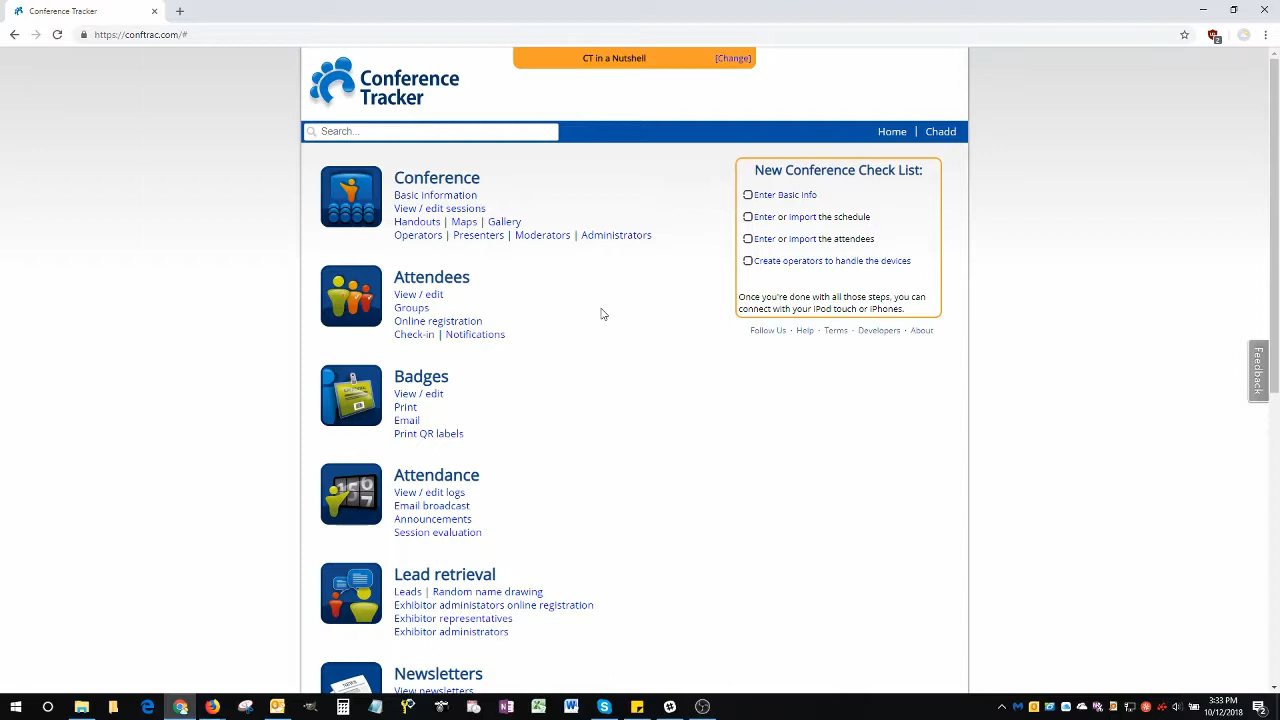 Conference Tracker
https://conftrac.com/#
2
CT in a Nutshell [Change]
Conference
Tracker
Search...
Home | Chadd
Conference
Basic information
View / edit sessions
Handouts | Maps | Gallery
Operators | Presenters | Moderators | Administrators
New Conference Check List:
Enter Basic Info
Enter or import the schedule
Enter or import the attendees
Create operators to handle the devices
Once you're done with all those steps, you can
connect with your iPod touch or iPhones.
Follow Us · Help · Terms · Developers · About
Attendees
View / edit
Groups
Online registration
Check-in | Notifications
Feedback
Badges
View / edit
Print
Email
Print QR labels
Attendance
View / edit logs
Email broadcast
Announcements
Session evaluation
Lead retrieval
Leads | Random name drawing
Exhibitor administators online registration
Exhibitor representatives
Exhibitor administrators
Newsletters
View newsletters
3:33 PM
10/12/2018